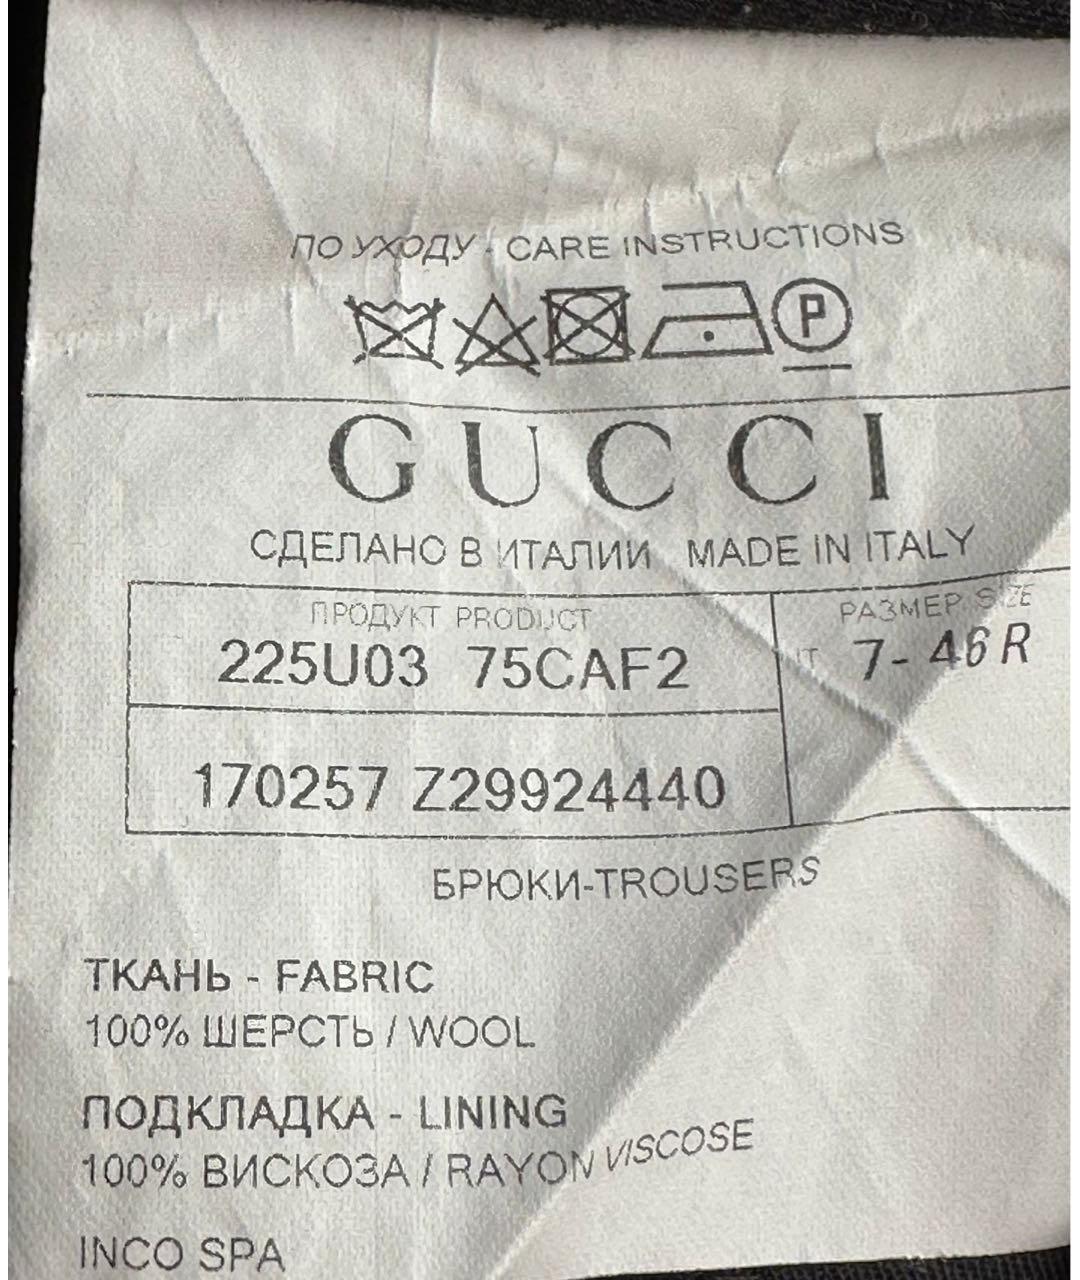 ПО УХОДУ - CARE INSTRUCTIONS
P
GUCCI
СДЕЛАНО В ИТАЛИИ MADE IN ITALY
ПРОДУКТ PRODUCT
225U03 75CAF2
РАЗМЕР SIZE
IT 7- 46R
170257 Z29924440
БРЮКИ-TROUSERS
ТКАНЬ - FABRIC
100% ШЕРСТЬ / WOOL
ПОДКЛАДКА - LINING
100% ВИСКОЗА / RAYON VISCOSE
INCO SPA